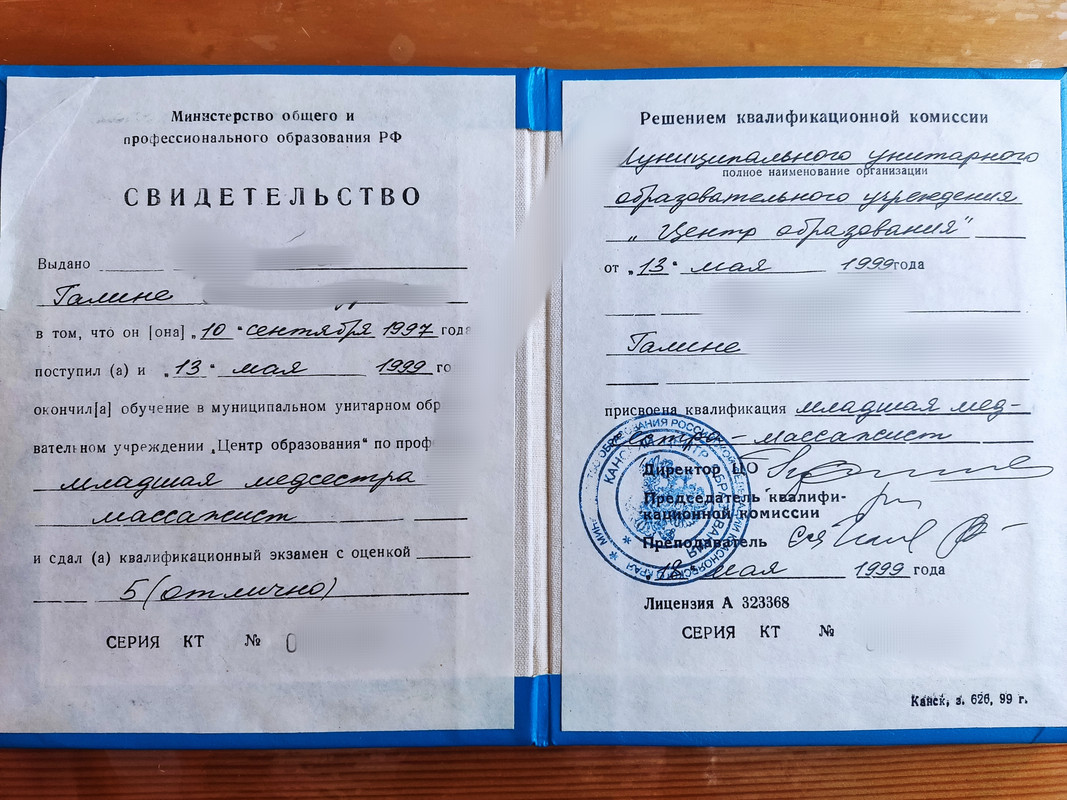 Министерство общего и
профессионального образования РФ
СВИДЕТЕЛЬСТВО
Выдано
Галине
в том, что он [она] „10 “ сентября 1997 года
поступил (а) и „13“ мая 1999 го
окончил[а] обучение в муниципальном унитарном обр
вательном учреждении „Центр образования“ по проф
младшая медсестра
массажист
и сдал (а) квалификационный экзамен с оценкой
5 (отлично)
СЕРИЯ КТ № 0
Решением квалификационной комиссии
Муниципального унитарного
полное наименование организации
образовательного учреждения
„Центр образования“
от „13“ мая 1999 года
Галине
присвоена квалификация младшая мед-
сестра - массажист
Директор ЦО
Председатель квалифи-
кационной комиссии
Преподаватель
„18“ мая 1999 года
Лицензия А 323368
СЕРИЯ КТ №
Канск, з. 626, 99 г.